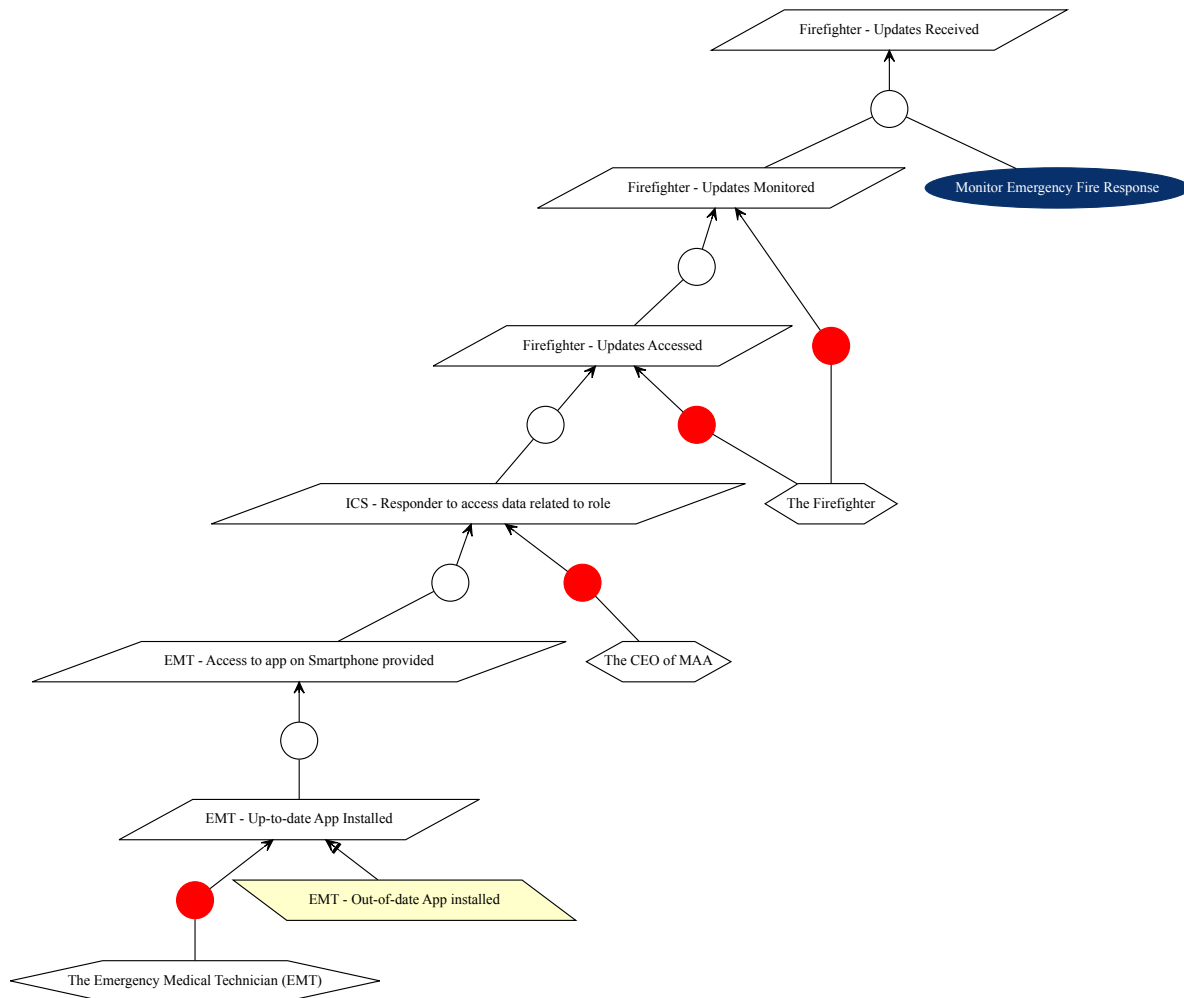 Firefighter - Updates Received
Firefighter - Updates Monitored
Monitor Emergency Fire Response
Firefighter - Updates Accessed
ICS - Responder to access data related to role
The Firefighter
EMT - Access to app on Smartphone provided
The CEO of MAA
EMT - Up-to-date App Installed
EMT - Out-of-date App installed
The Emergency Medical Technician (EMT)